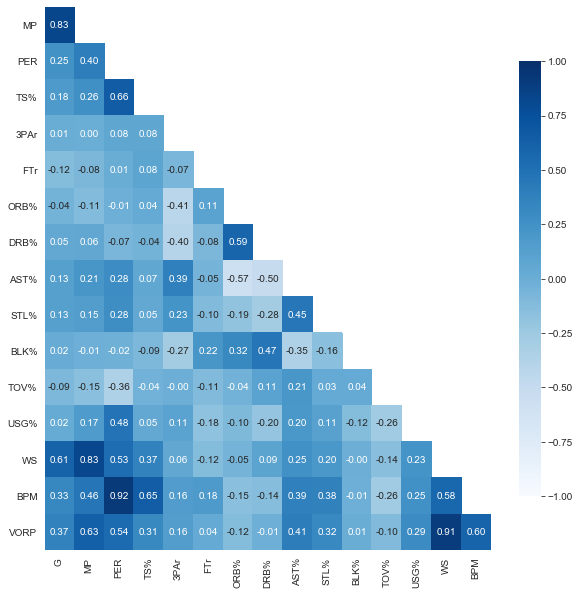 MP 0.83
PER 0.25 0.40
TS% 0.18 0.26 0.66
3PAr 0.01 0.00 0.08 0.08
FTr -0.12 -0.08 0.01 0.08 -0.07
ORB% -0.04 -0.11 -0.01 0.04 -0.41 0.11
DRB% 0.05 0.06 -0.07 -0.04 -0.40 -0.08 0.59
AST% 0.13 0.21 0.28 0.07 0.39 -0.05 -0.57 -0.50
STL% 0.13 0.15 0.28 0.05 0.23 -0.10 -0.19 -0.28 0.45
BLK% 0.02 -0.01 -0.02 -0.09 -0.27 0.22 0.32 0.47 -0.35 -0.16
TOV% -0.09 -0.15 -0.36 -0.04 -0.00 -0.11 -0.04 0.11 0.21 0.03 0.04
USG% 0.02 0.17 0.48 0.05 0.11 -0.18 -0.10 -0.20 0.20 0.11 -0.12 -0.26
WS 0.61 0.83 0.53 0.37 0.06 -0.12 -0.05 0.09 0.25 0.20 -0.00 -0.14 0.23
BPM 0.33 0.46 0.92 0.65 0.16 0.18 -0.15 -0.14 0.39 0.38 -0.01 -0.26 0.25 0.58
VORP 0.37 0.63 0.54 0.31 0.16 0.04 -0.12 -0.01 0.41 0.32 0.01 -0.10 0.29 0.91 0.60
G MP PER TS% 3PAr FTr ORB% DRB% AST% STL% BLK% TOV% USG% WS BPM
1.00
0.75
0.50
0.25
0.00
-0.25
-0.50
-0.75
-1.00